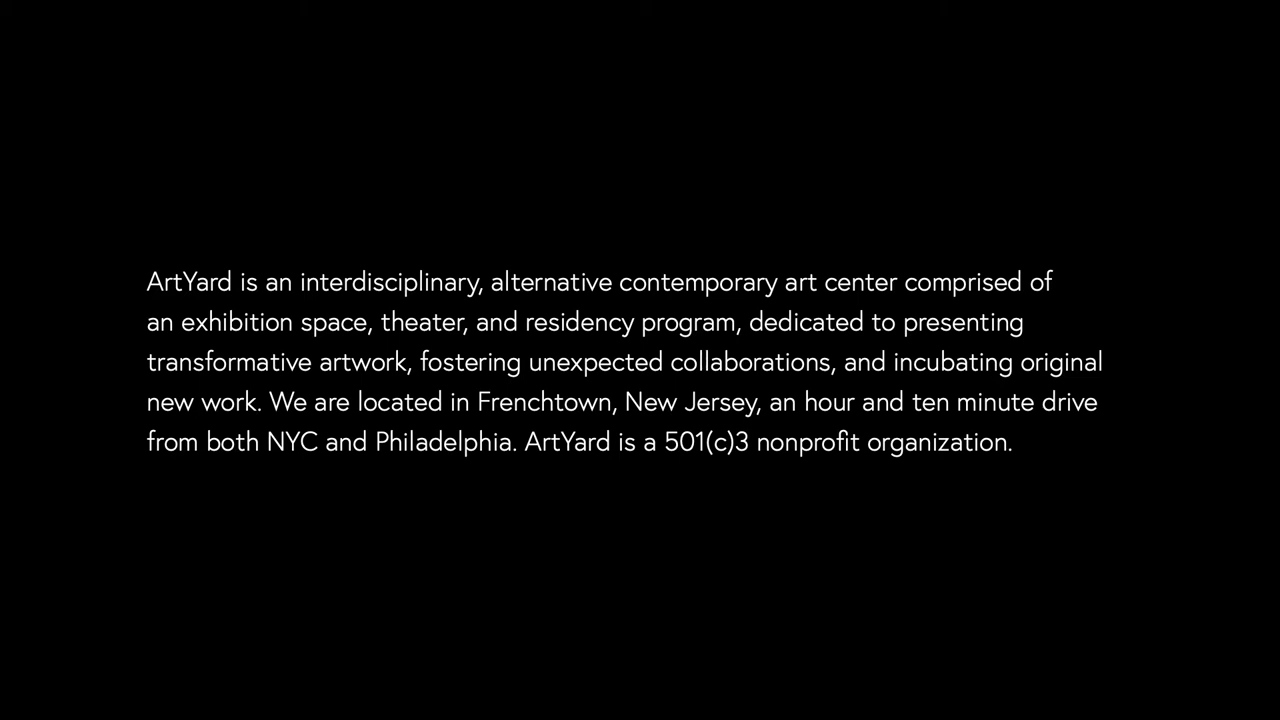 ArtYard is an interdisciplinary, alternative contemporary art center comprised of
an exhibition space, theater, and residency program, dedicated to presenting
transformative artwork, fostering unexpected collaborations, and incubating original
new work. We are located in Frenchtown, New Jersey, an hour and ten minute drive
from both NYC and Philadelphia. ArtYard is a 501(c)3 nonprofit organization.